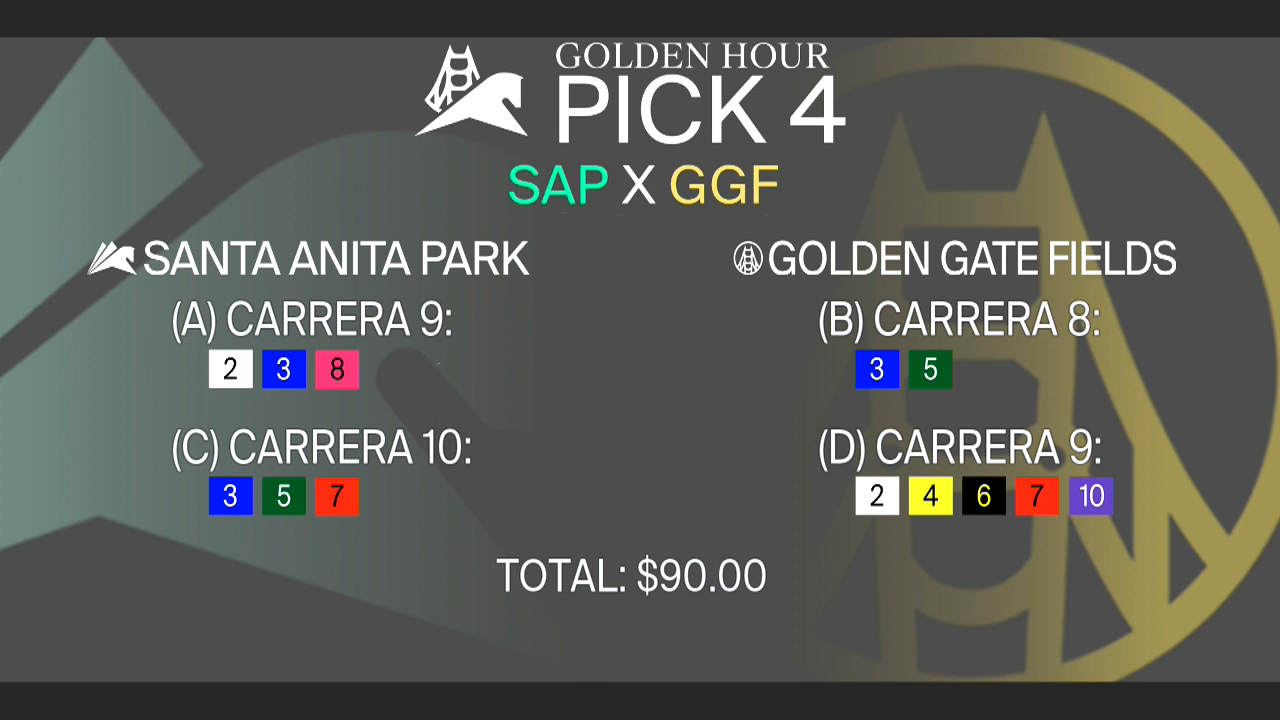 GOLDEN HOUR
PICK 4
SAP X GGF
SANTA ANITA PARK
(A) CARRERA 9:
2 3 8
(C) CARRERA 10:
3 5 7
GOLDEN GATE FIELDS
(B) CARRERA 8:
3 5
(D) CARRERA 9:
2 4 6 7 10
TOTAL: $90.00